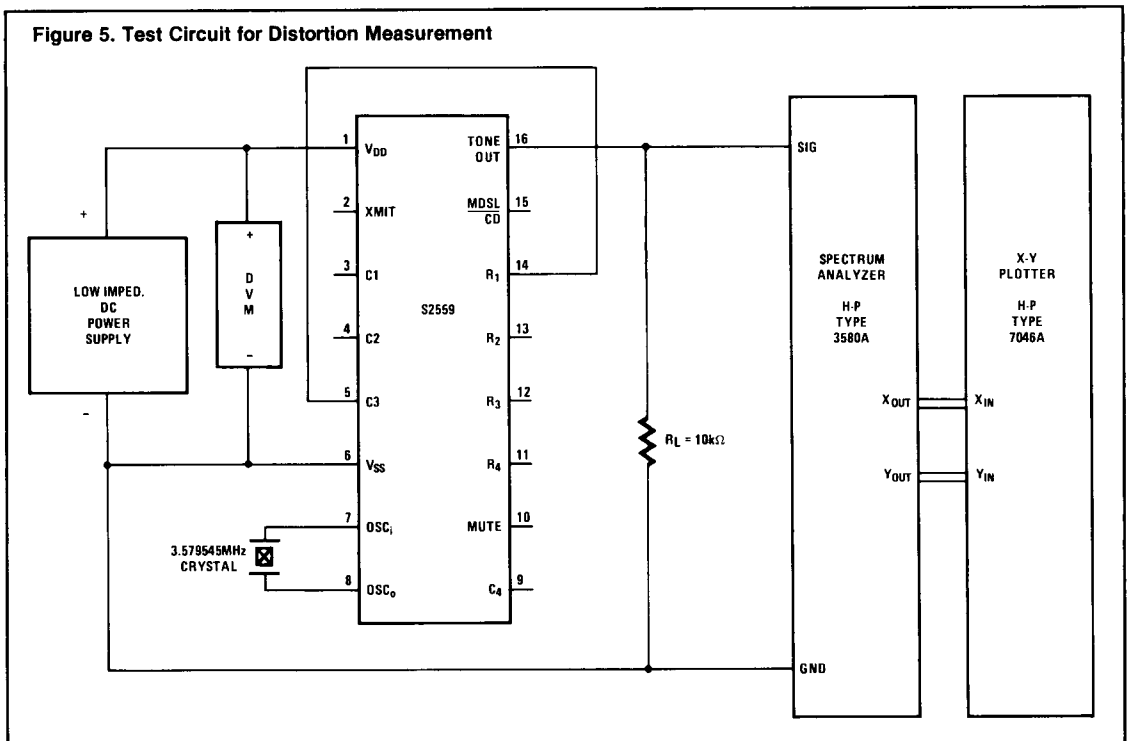 Figure 5. Test Circuit for Distortion Measurement
+
LOW IMPED.
DC
POWER
SUPPLY
-
+
D
V
M
-
1
VDD
2
XMIT
3
C1
4
C2
5
C3
6
VSS
7
OSCi
8
OSCo
3.579545MHz
CRYSTAL
S2559
TONE
OUT
16
MDSL
CD
15
R1
14
R2
13
R3
12
R4
11
MUTE
10
C4
9
RL = 10kΩ
SIG
SPECTRUM
ANALYZER
H-P
TYPE
3580A
XOUT
YOUT
GND
X-Y
PLOTTER
H-P
TYPE
7046A
XIN
YIN